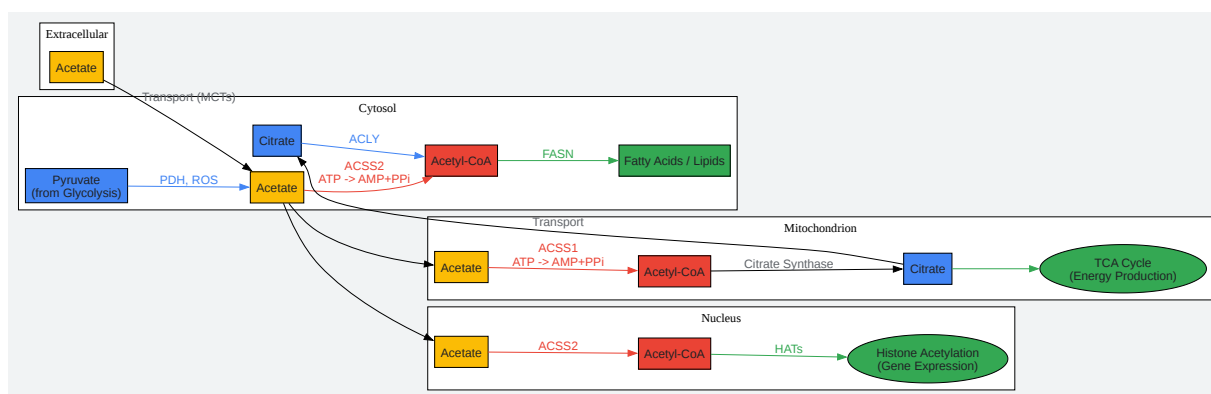 Extracellular
Acetate
Transport (MCTs)
Cytosol
Citrate
ACLY
Acetyl-CoA
FASN
Fatty Acids / Lipids
ACSS2
ATP -> AMP+PPi
Pyruvate
(from Glycolysis)
PDH, ROS
Acetate
Transport
Mitochondrion
Acetate
ACSS1
ATP -> AMP+PPi
Acetyl-CoA
Citrate Synthase
Citrate
TCA Cycle
(Energy Production)
Nucleus
Acetate
ACSS2
Acetyl-CoA
HATs
Histone Acetylation
(Gene Expression)